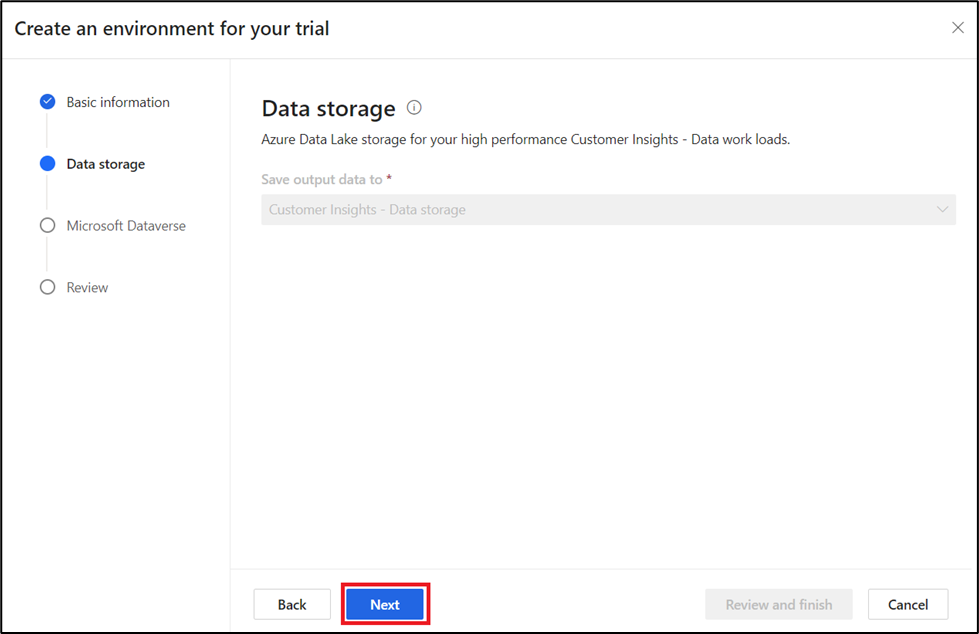 Create an environment for your trial
Basic information
Data storage
Microsoft Dataverse
Review
Data storage
Azure Data Lake storage for your high performance Customer Insights - Data work loads.
Save output data to *
Customer Insights - Data storage
Back
Next
Review and finish
Cancel